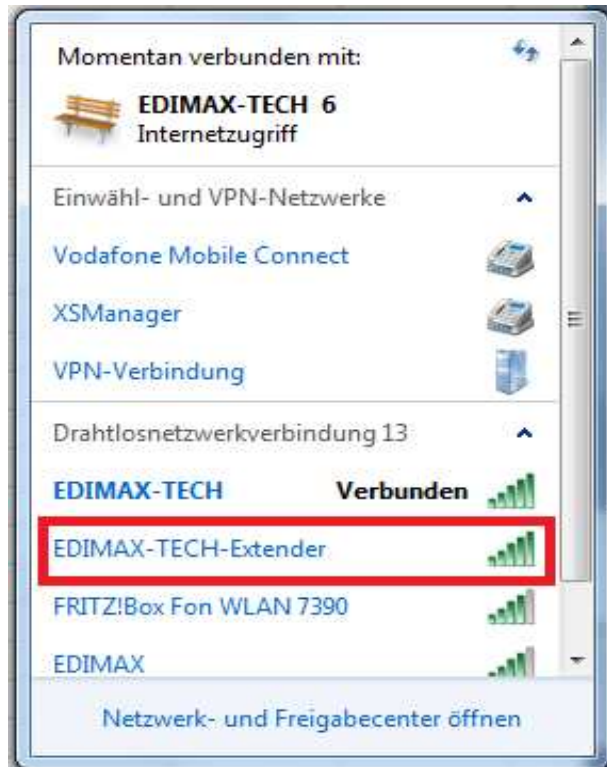 Momentan verbunden mit:
EDIMAX-TECH 6
Internetzugriff
Einwähl- und VPN-Netzwerke
Vodafone Mobile Connect
XSManager
VPN-Verbindung
Drahtlosnetzwerkverbindung 13
EDIMAX-TECH Verbunden
EDIMAX-TECH-Extender
FRITZ!Box Fon WLAN 7390
EDIMAX
Netzwerk- und Freigabecenter öffnen